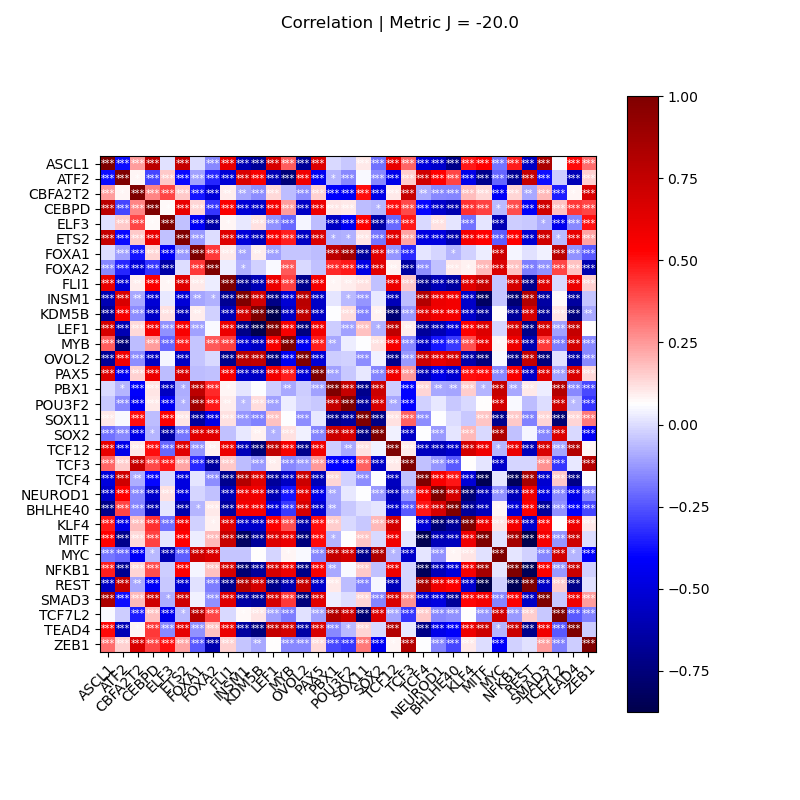 Correlation | Metric J = -20.0
ASCL1
ATF2
CBFA2T2
CEBPD
ELF3
ETS2
FOXA1
FOXA2
FLI1
INSM1
KDM5B
LEF1
MYB
OVOL2
PAX5
PBX1
POU3F2
SOX11
SOX2
TCF12
TCF3
TCF4
NEUROD1
BHLHE40
KLF4
MITF
MYC
NFKB1
REST
SMAD3
TCF7L2
TEAD4
ZEB1
ASCL1
ATF2
CBFA2T2
CEBPD
ELF3
ETS2
FOXA1
FOXA2
FLI1
INSM1
KDM5B
LEF1
MYB
OVOL2
PAX5
PBX1
POU3F2
SOX11
SOX2
TCF12
TCF3
TCF4
NEUROD1
BHLHE40
KLF4
MITF
MYC
NFKB1
REST
SMAD3
TCF7L2
TEAD4
ZEB1
1.00
0.75
0.50
0.25
0.00
−0.25
−0.50
−0.75